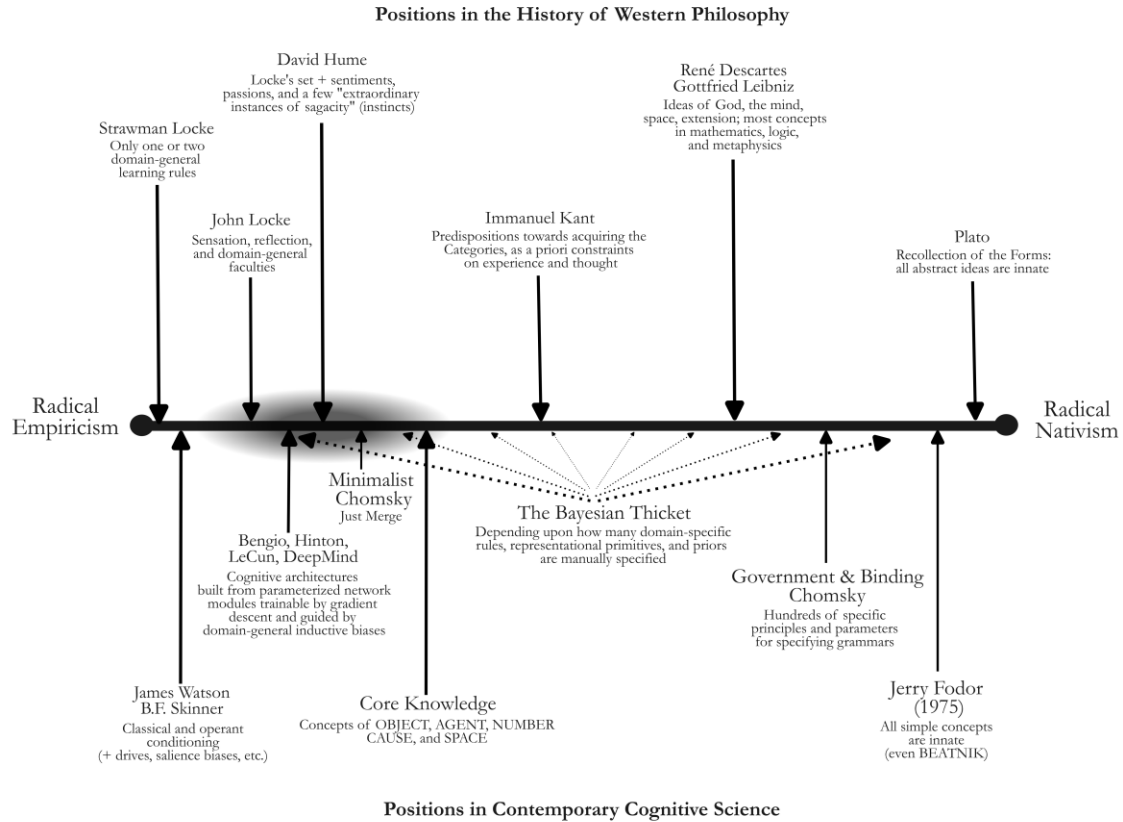 Positions in the History of Western Philosophy
David Hume
Locke's set + sentiments,
passions, and a few "extraordinary
instances of sagacity" (instincts)
René Descartes
Gottfried Leibniz
Ideas of God, the mind,
space, extension; most concepts
in mathematics, logic,
and metaphysics
Strawman Locke
Only one or two
domain-general
learning rules
John Locke
Sensation, reflection,
and domain-general
faculties
Immanuel Kant
Predispositions towards acquiring the
Categories, as a priori constraints
on experience and thought
Plato
Recollection of the Forms:
all abstract ideas are innate
Radical
Empiricism
Radical
Nativism
Minimalist
Chomsky
Just Merge
The Bayesian Thicket
Depending upon how many domain-specific
rules, representational primitives, and priors
are manually specified
Bengio, Hinton,
LeCun, DeepMind
Cognitive architectures
built from parameterized network
modules trainable by gradient
descent and guided by
domain-general inductive biases
Government & Binding
Chomsky
Hundreds of specific
principles and parameters
for specifying grammars
James Watson
B.F. Skinner
Classical and operant
conditioning
(+ drives, salience biases, etc.)
Core Knowledge
Concepts of OBJECT, AGENT, NUMBER
CAUSE, and SPACE
Jerry Fodor
(1975)
All simple concepts
are innate
(even BEATNIK)
Positions in Contemporary Cognitive Science